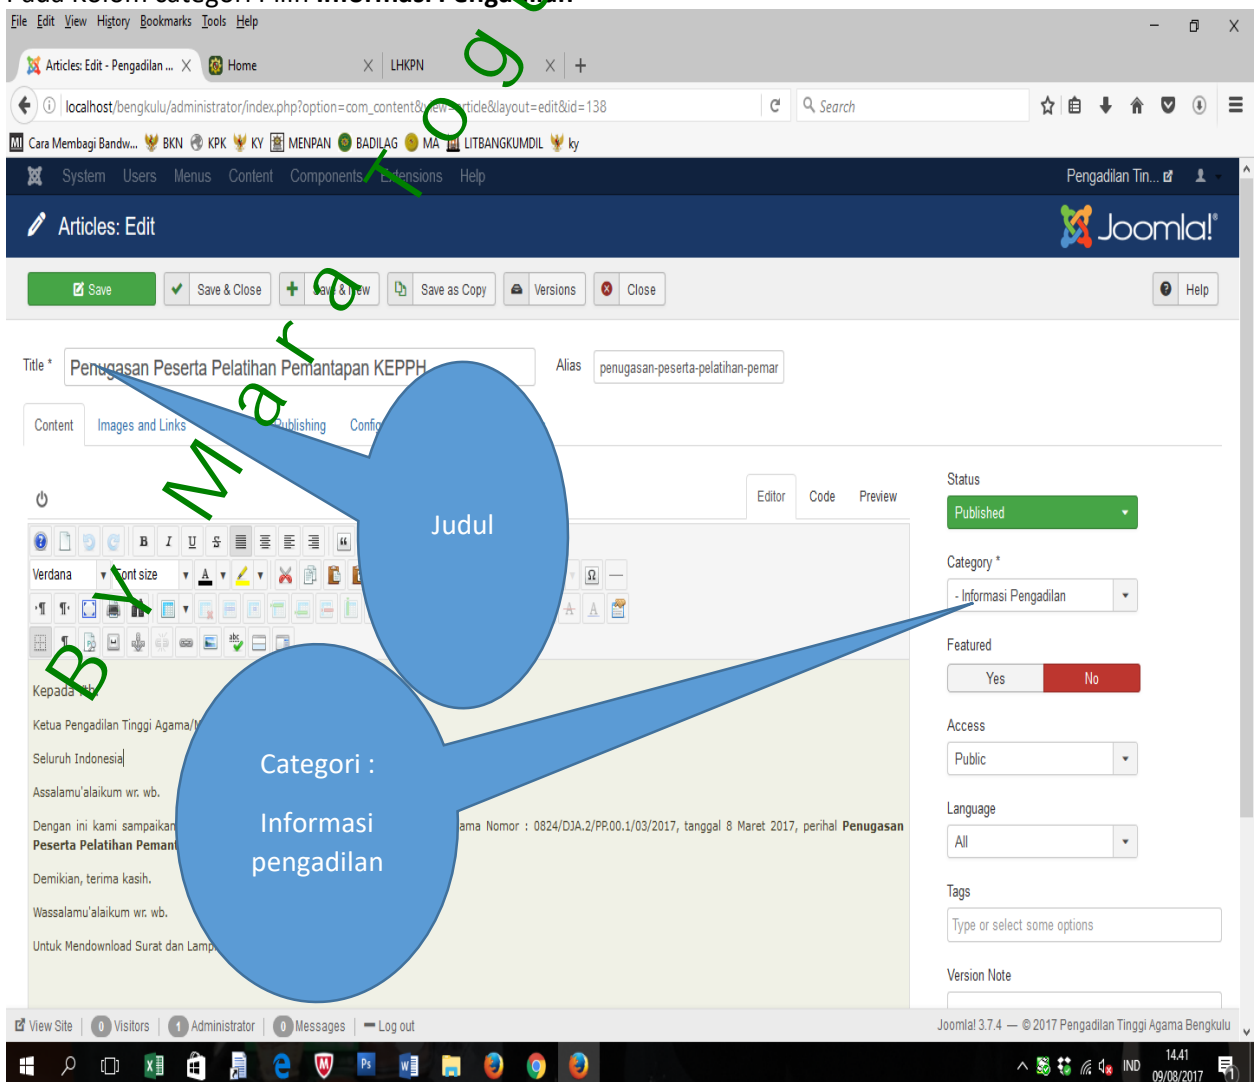 Pada Kolom categori Pilih Informasi Pengadilan
File Edit View History Bookmarks Tools Help
Articles: Edit - Pengadilan ... Home LHKPN
localhost/bengkulu/administrator/index.php?option=com_content&view=article&layout=edit&id=138 Search
Cara Membagi Bandw... BKN KPK KY MENPAN BADILAG MA LITBANGKUMDIL ky
System Users Menus Content Components Extensions Help Pengadilan Tin...
Articles: Edit Joomla!
Save Save & Close Save & New Save as Copy Versions Close Help
Title * Penugasan Peserta Pelatihan Pemantapan KEPPH Alias penugasan-peserta-pelatihan-pemar
Content Images and Links Publishing
Status
Editor Code Preview
Published
Judul
Category *
Verdana Font size
- Informasi Pengadilan
Featured
Yes No
Kepada Yth.
Ketua Pengadilan Tinggi Agama/
Access
Seluruh Indonesia
Public
Categori :
Informasi
pengadilan
Assalamu'alaikum wr. wb.
Language
Dengan ini kami sampaikan ama Nomor : 0824/DJA.2/PP.00.1/03/2017, tanggal 8 Maret 2017, perihal Penugasan
Peserta Pelatihan
All
Demikian, terima kasih.
Tags
Wassalamu'alaikum wr. wb.
Type or select some options
Untuk Mendownload Surat dan
Version Note
View Site 0 Visitors 1 Administrator 0 Messages Log out Joomla! 3.7.4 — © 2017 Pengadilan Tinggi Agama Bengkulu
IND 14.41
09/08/2017
By Mara Tog